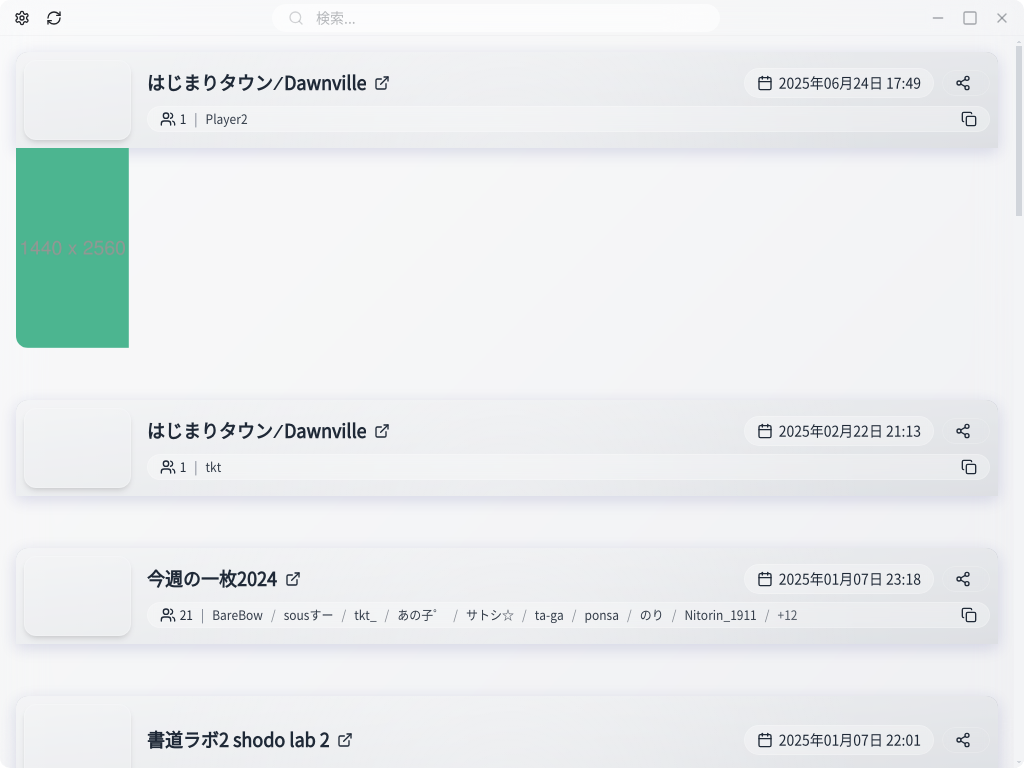 検索...
はじまりタウン⁄Dawnville
2025年06月24日 17:49
1 | Player2
1440 x 2560
はじまりタウン⁄Dawnville
2025年02月22日 21:13
1 | tkt
今週の一枚2024
2025年01月07日 23:18
21 | BareBow / sousすー / tkt_ / あの子゜ / サトシ☆ / ta-ga / ponsa / のり / Nitorin_1911 / +12
書道ラボ2 shodo lab 2
2025年01月07日 22:01